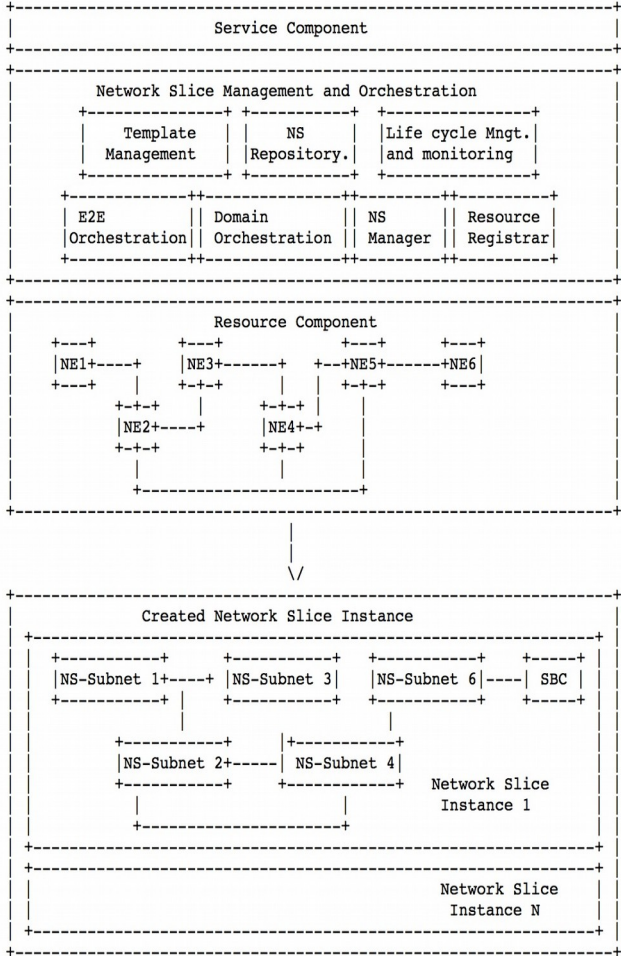 Service Component
Network Slice Management and Orchestration
Template NS Life cycle Mngt.
Management Repository. and monitoring
E2E Domain NS Resource
Orchestration Orchestration Manager Registrar
Resource Component
NE1 NE3 NE5 NE6
NE2 NE4
Created Network Slice Instance
NS-Subnet 1 NS-Subnet 3 NS-Subnet 6 SBC
NS-Subnet 2 NS-Subnet 4
Network Slice
Instance 1
Network Slice
Instance N